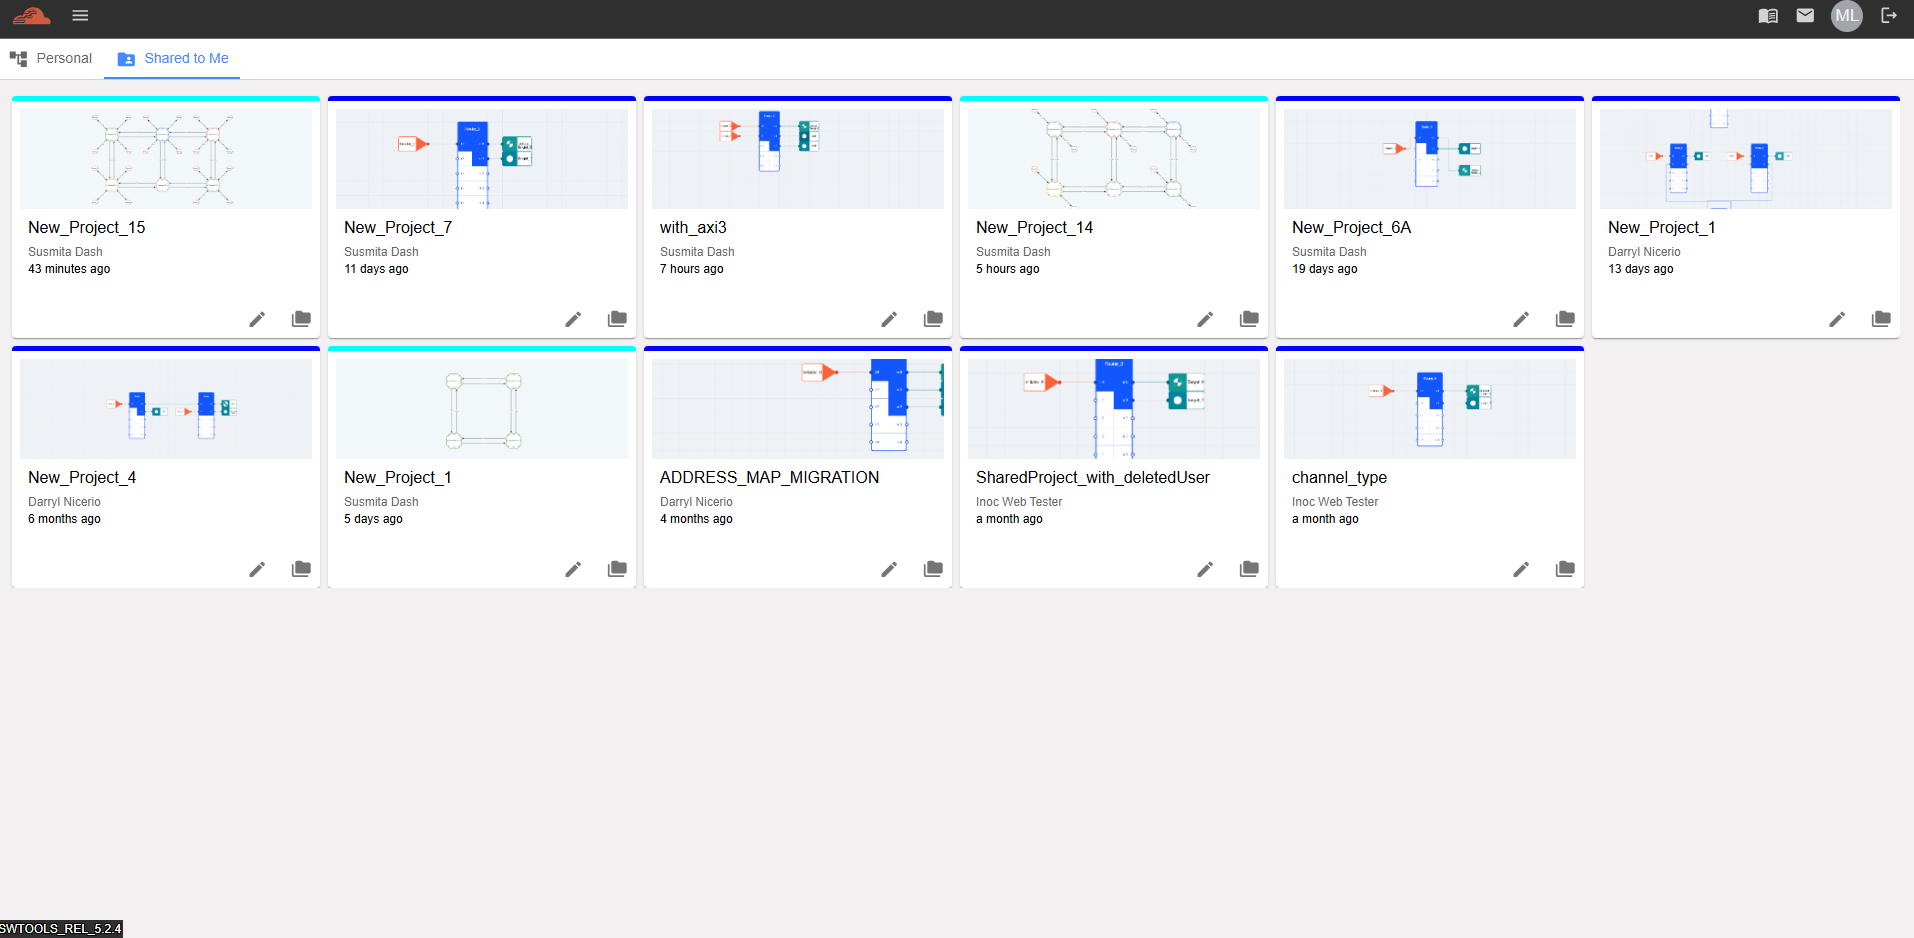 ML
Personal
Shared to Me
New_Project_15
Susmita Dash
43 minutes ago
New_Project_7
Susmita Dash
11 days ago
with_axi3
Susmita Dash
7 hours ago
New_Project_14
Susmita Dash
5 hours ago
New_Project_6A
Susmita Dash
19 days ago
New_Project_1
Darryl Nicerio
13 days ago
New_Project_4
Darryl Nicerio
6 months ago
New_Project_1
Susmita Dash
5 days ago
ADDRESS_MAP_MIGRATION
Darryl Nicerio
4 months ago
SharedProject_with_deletedUser
Inoc Web Tester
a month ago
channel_type
Inoc Web Tester
a month ago
SWTOOLS_REL_5.2.4